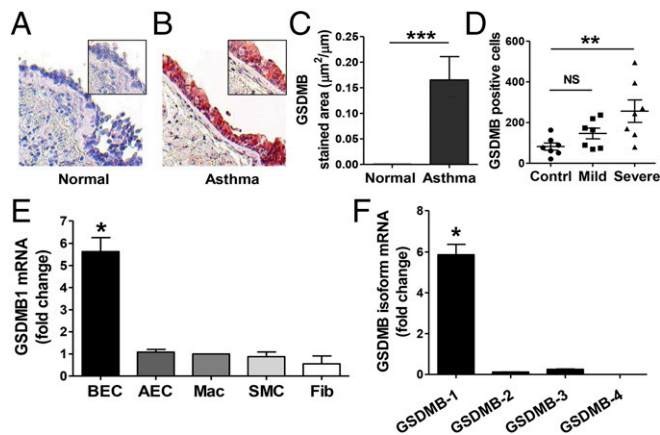 A
Normal
B
Asthma
C
GSDMB
stained area (µm²/µm)
0.25
0.20
0.15
0.10
0.05
0.00
***
Normal Asthma
D
GSDMB positive cells
600
400
200
0
**
NS
Contrl Mild Severe
E
GSDMB1 mRNA
(fold change)
7
6
5
4
3
2
1
0
*
BEC AEC Mac SMC Fib
F
GSDMB isoform mRNA
(fold change)
8
6
4
2
0
*
GSDMB-1
GSDMB-2
GSDMB-3
GSDMB-4